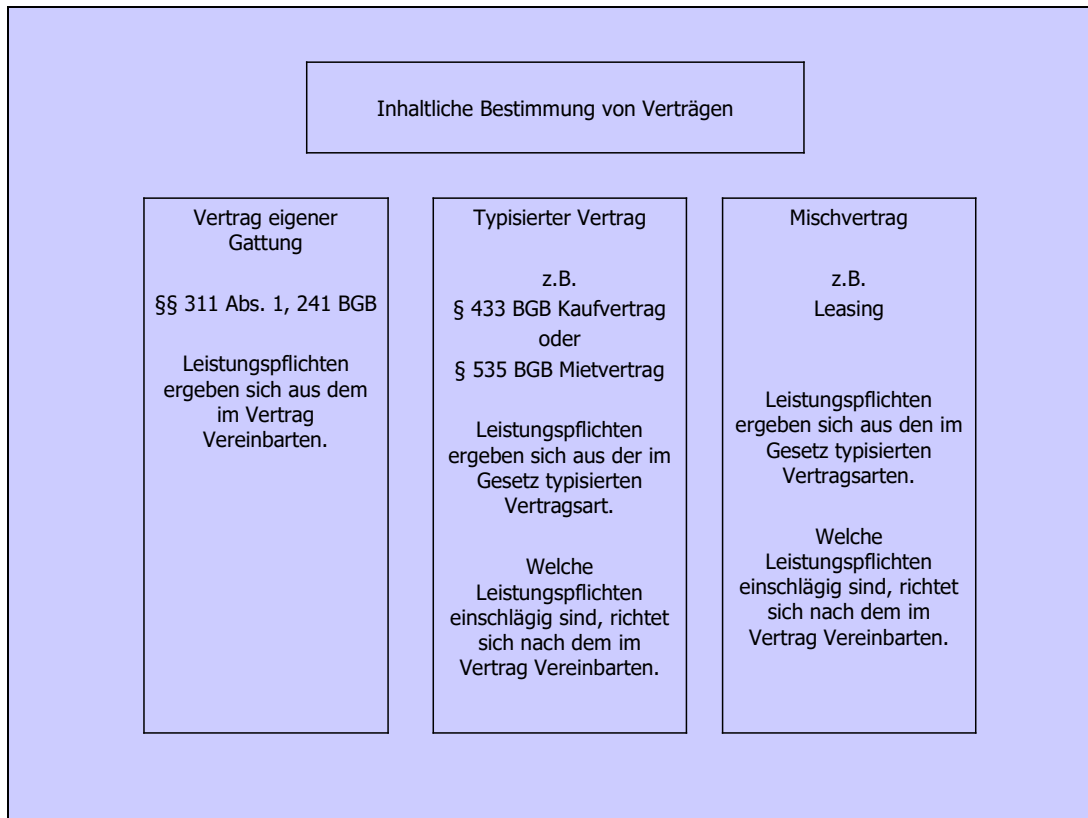 Inhaltliche Bestimmung von Verträgen
Vertrag eigener
Gattung
§§ 311 Abs. 1, 241 BGB
Leistungspflichten
ergeben sich aus dem
im Vertrag
Vereinbarten.
Typisierter Vertrag
z.B.
§ 433 BGB Kaufvertrag
oder
§ 535 BGB Mietvertrag
Leistungspflichten
ergeben sich aus der im
Gesetz typisierten
Vertragsart.
Welche
Leistungspflichten
einschlägig sind, richtet
sich nach dem im
Vertrag Vereinbarten.
Mischvertrag
z.B.
Leasing
Leistungspflichten
ergeben sich aus den im
Gesetz typisierten
Vertragsarten.
Welche
Leistungspflichten
einschlägig sind, richtet
sich nach dem im
Vertrag Vereinbarten.